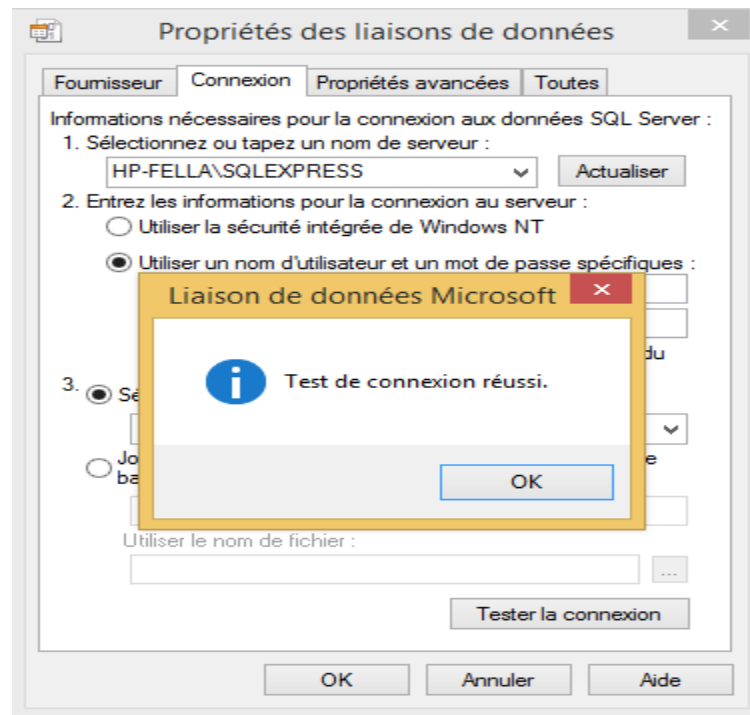 Propriétés des liaisons de données
Fournisseur Connexion Propriétés avancées Toutes
Informations nécessaires pour la connexion aux données SQL Server :
1. Sélectionnez ou tapez un nom de serveur :
HP-FELLA\SQLEXPRESS Actualiser
2. Entrez les informations pour la connexion au serveur :
Utiliser la sécurité intégrée de Windows NT
Utiliser un nom d'utilisateur et un mot de passe spécifiques :
Liaison de données Microsoft
du
Test de connexion réussi.
3. Sé
Jo e
ba
OK
Utiliser le nom de fichier :
...
Tester la connexion
OK Annuler Aide